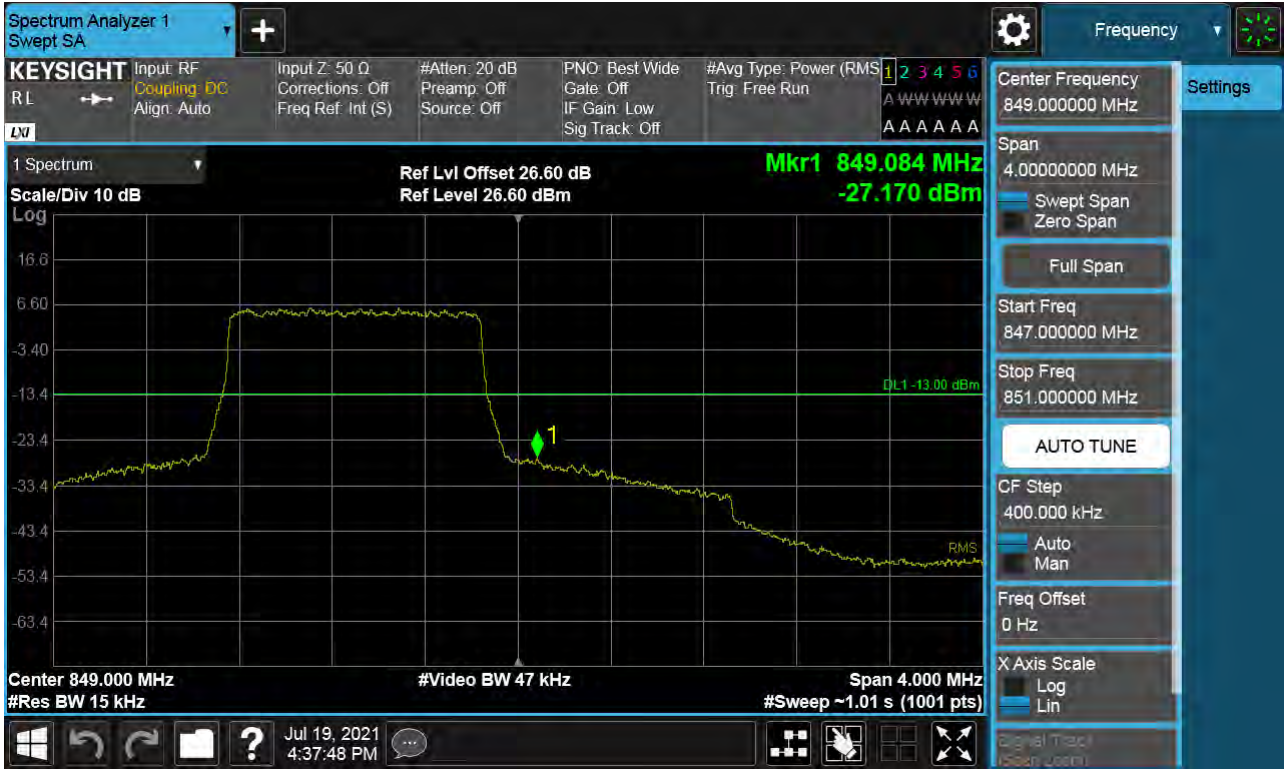 Spectrum Analyzer 1
Swept SA
+
Frequency
KEYSIGHT
RL
LXI
Input: RF
Coupling: DC
Align: Auto
Input Z: 50 Ω
Corrections: Off
Freq Ref: Int (S)
#Atten: 20 dB
Preamp: Off
Source: Off
PNO: Best Wide
Gate: Off
IF Gain: Low
Sig Track: Off
#Avg Type: Power (RMS
Trig: Free Run
1 2 3 4 5 6
A W W W W W
A A A A A A
1 Spectrum
Scale/Div 10 dB
Log
Ref Lvl Offset 26.60 dB
Ref Level 26.60 dBm
Mkr1 849.084 MHz
-27.170 dBm
16.6
6.60
-3.40
-13.4
-23.4
-33.4
-43.4
-53.4
-63.4
DL1 -13.00 dBm
1
RMS
Center 849.000 MHz
#Res BW 15 kHz
#Video BW 47 kHz
Span 4.000 MHz
#Sweep ~1.01 s (1001 pts)
Center Frequency
849.000000 MHz
Settings
Span
4.00000000 MHz
Swept Span
Zero Span
Full Span
Start Freq
847.000000 MHz
Stop Freq
851.000000 MHz
AUTO TUNE
CF Step
400.000 kHz
Auto
Man
Freq Offset
0 Hz
X Axis Scale
Log
Lin
Signal Track
(Span Zoom)
?
Jul 19, 2021
4:37:48 PM